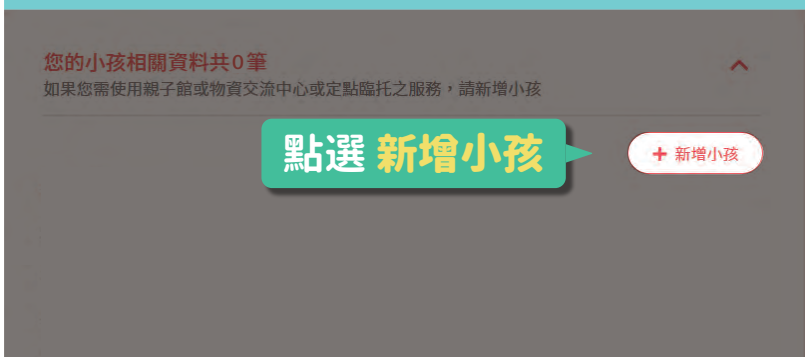 您的小孩相關資料共0筆
如果您需使用親子館或物資交流中心或定點臨托之服務，請新增小孩
點選 新增小孩
+ 新增小孩